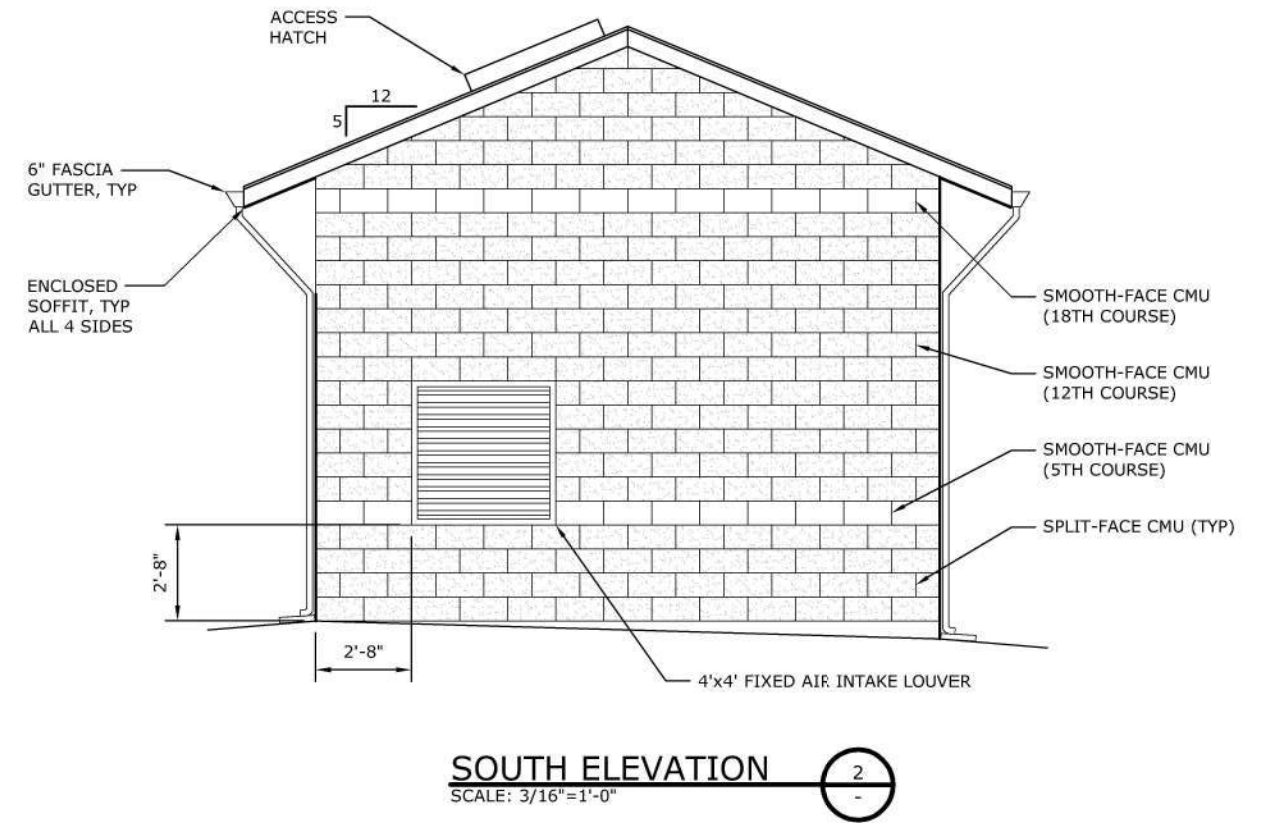 ACCESS
HATCH
12
5
6" FASCIA
GUTTER, TYP
ENCLOSED
SOFFIT, TYP
ALL 4 SIDES
SMOOTH-FACE CMU
(18TH COURSE)
SMOOTH-FACE CMU
(12TH COURSE)
SMOOTH-FACE CMU
(5TH COURSE)
SPLIT-FACE CMU (TYP)
2'-8"
2'-8"
4'x4' FIXED AIR INTAKE LOUVER
SOUTH ELEVATION
SCALE: 3/16"=1'-0"
2
-